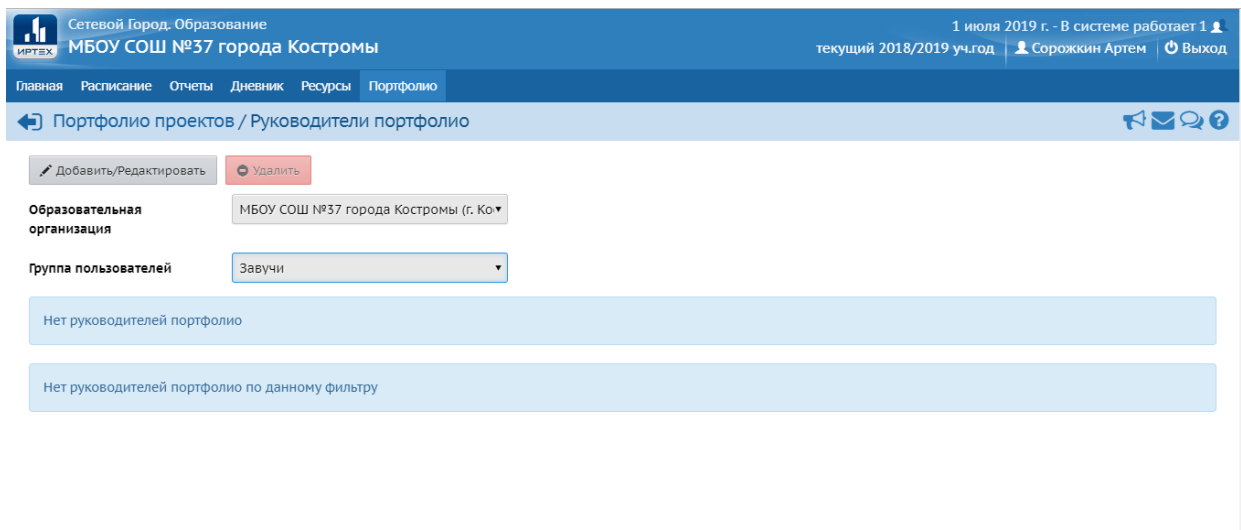 Сетевой Город. Образование
МБОУ СОШ №37 города Костромы
ИРТЕХ
1 июля 2019 г. - В системе работает 1
текущий 2018/2019 уч.год Сорожкин Артем Выход
Главная Расписание Отчеты Дневник Ресурсы Портфолио
Портфолио проектов / Руководители портфолио
Добавить/Редактировать Удалить
Образовательная организация
МБОУ СОШ №37 города Костромы (г. Ко
Группа пользователей
Завучи
Нет руководителей портфолио
Нет руководителей портфолио по данному фильтру